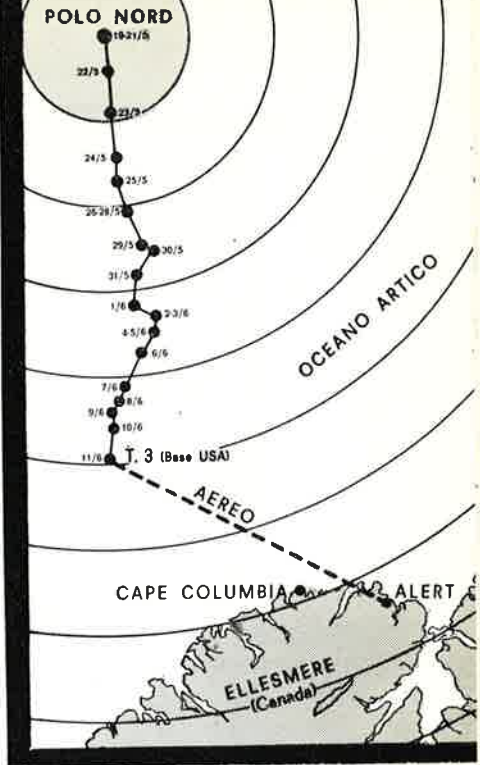 POLO NORD
19-21/5
22/5
23/5
24/5
25/5
26-28/5
29/5
30/5
31/5
1/6
2-3/6
4-5/6
6/6
7/6
8/6
9/6
10/6
11/6
T. 3 (Base USA)
OCEANO ARTICO
AEREO
CAPE COLUMBIA
ALERT
ELLESMERE
(Canada)